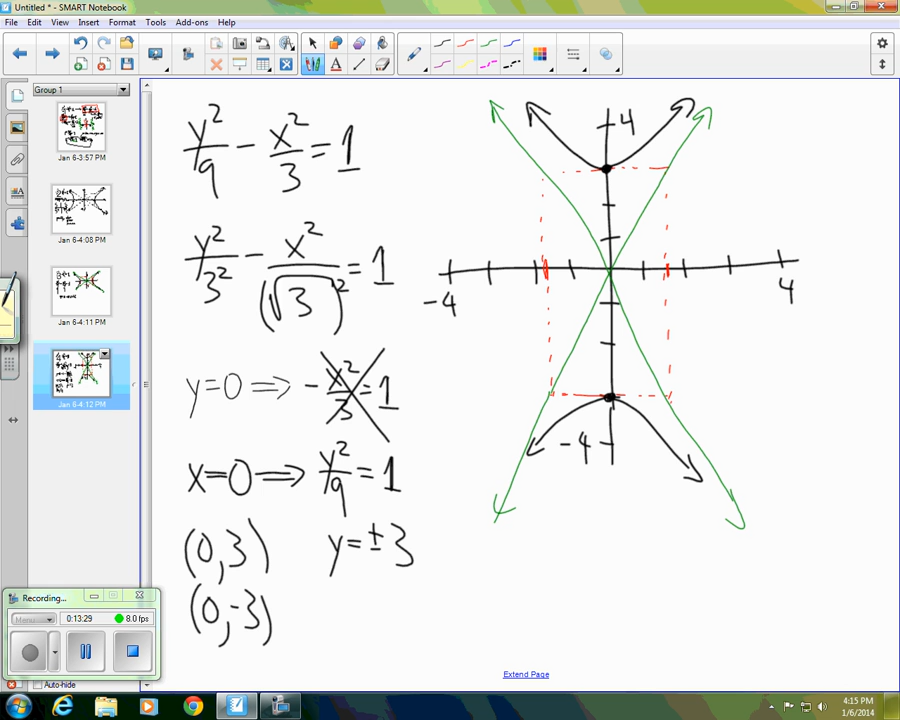 Untitled * - SMART Notebook
File Edit View Insert Format Tools Add-ons Help
Group 1
Jan 6-3:57 PM
Jan 6-4:08 PM
Jan 6-4:11 PM
Jan 6-4:12 PM
y²/9 − x²/3 = 1
y²/3² − x²/(√3)² = 1
y=0 ⟹ −x²/3 = 1
x=0 ⟹ y²/9 = 1
(0,3) y=±3
(0,-3)
4
-4 4
-4
Recording...
Menu 0:13:29 8.0 fps
Auto-hide
Extend Page
4:15 PM
1/6/2014